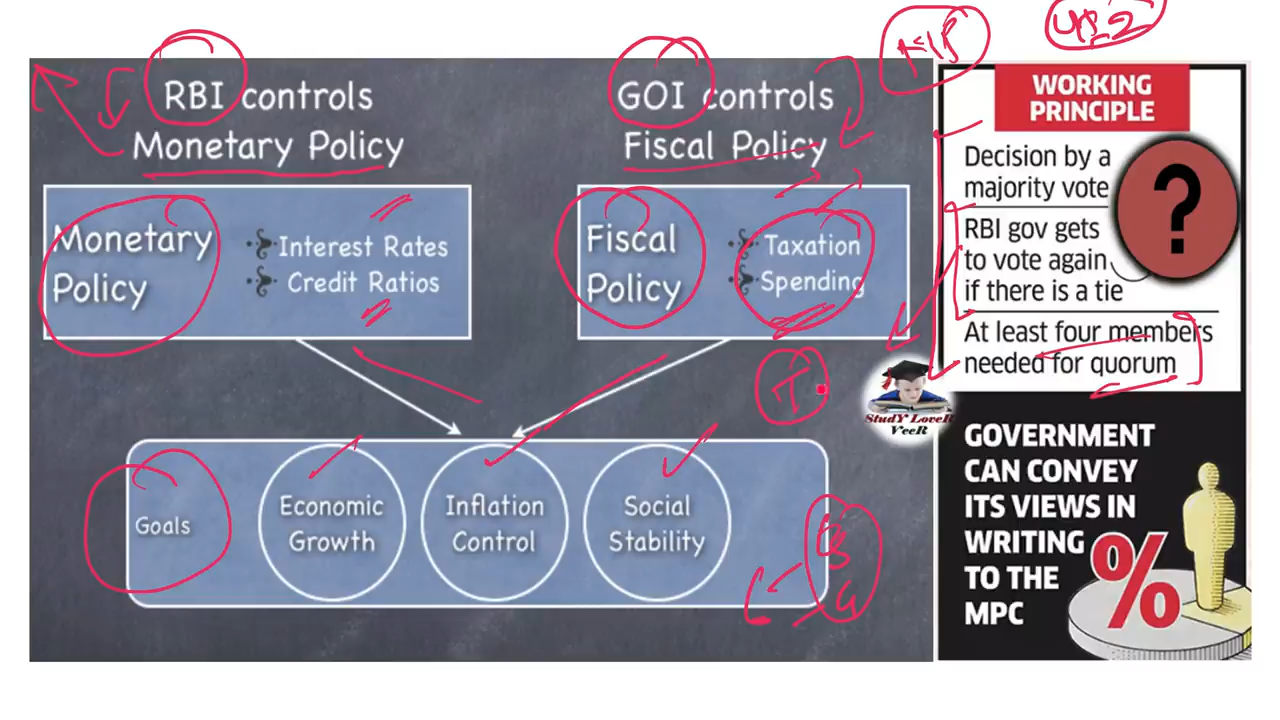 RBI controls
Monetary Policy
GOI controls
Fiscal Policy
Monetary
Policy
Interest Rates
Credit Ratios
Fiscal
Policy
Taxation
Spending
T
Goals
Economic
Growth
Inflation
Control
Social
Stability
WORKING
PRINCIPLE
?
Decision by a
majority vote
RBI gov gets
to vote again
if there is a tie
At least four members
needed for quorum
StudY LoveR
VeeR
GOVERNMENT
CAN CONVEY
ITS VIEWS IN
WRITING
TO THE
MPC
%